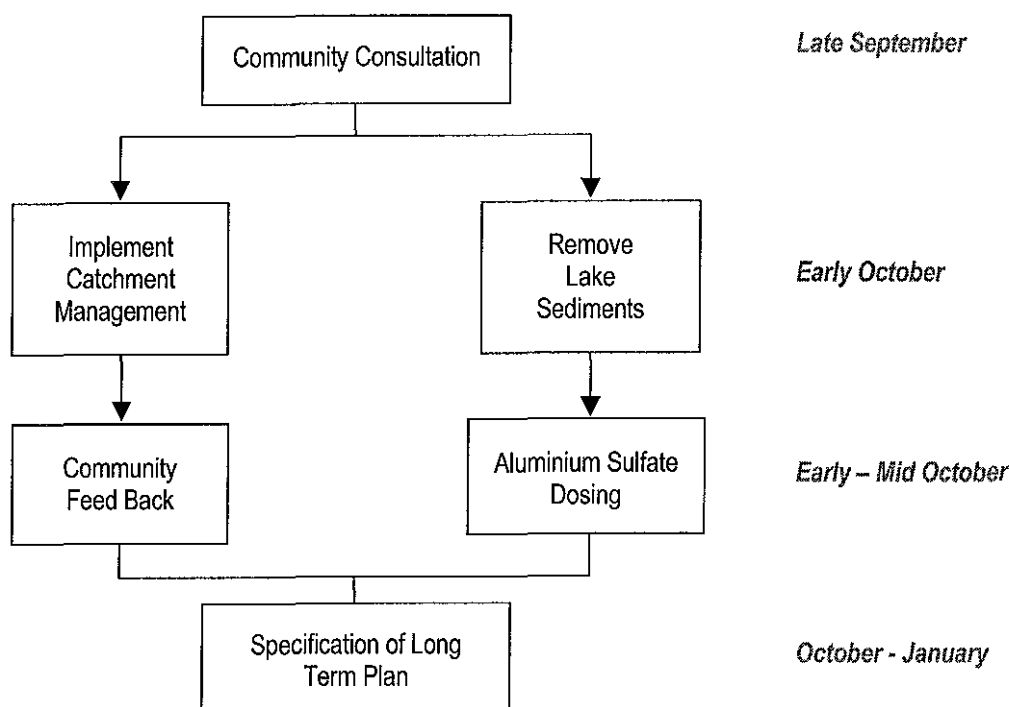 Community Consultation
Late September
Implement
Catchment
Management
Remove
Lake
Sediments
Early October
Community
Feed Back
Aluminium Sulfate
Dosing
Early – Mid October
Specification of Long
Term Plan
October - January